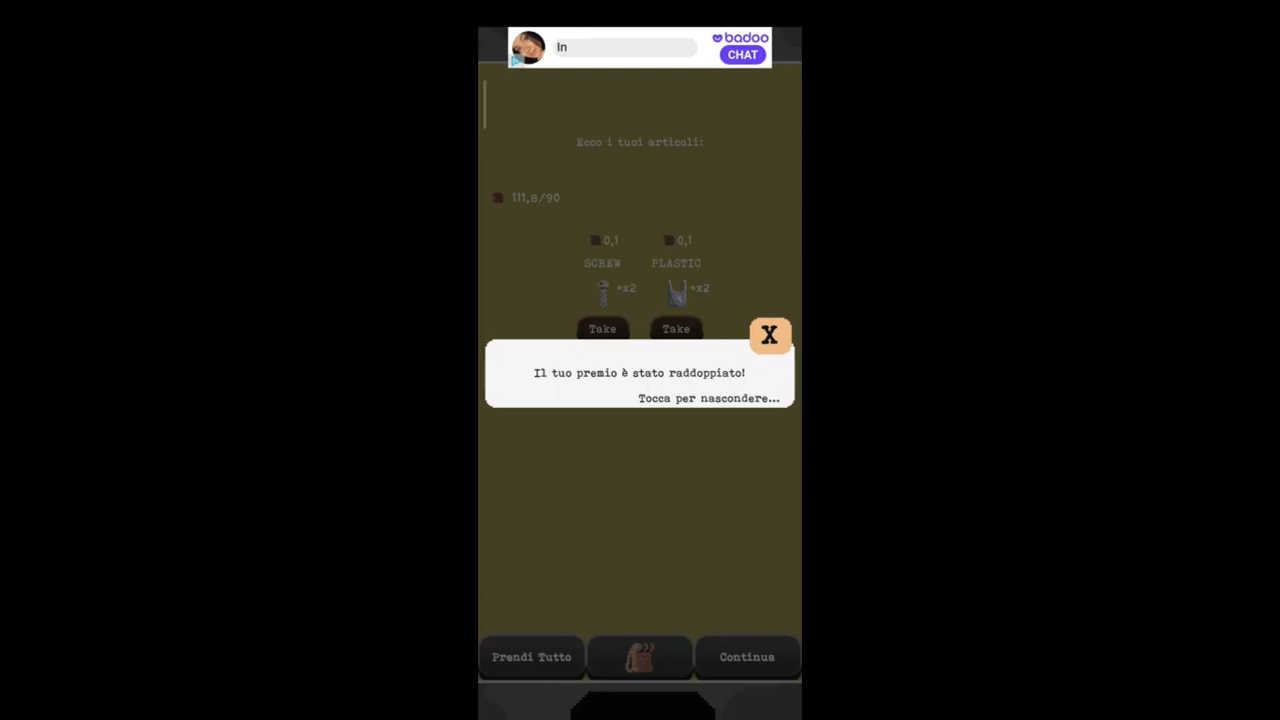 In
badoo
CHAT
Ecco i tuoi articoli:
111,8/90
0,1 0,1
SCREW PLASTIC
*x2 *x2
Take Take
X
Il tuo premio è stato raddoppiato!
Tocca per nascondere...
Prendi Tutto Continua